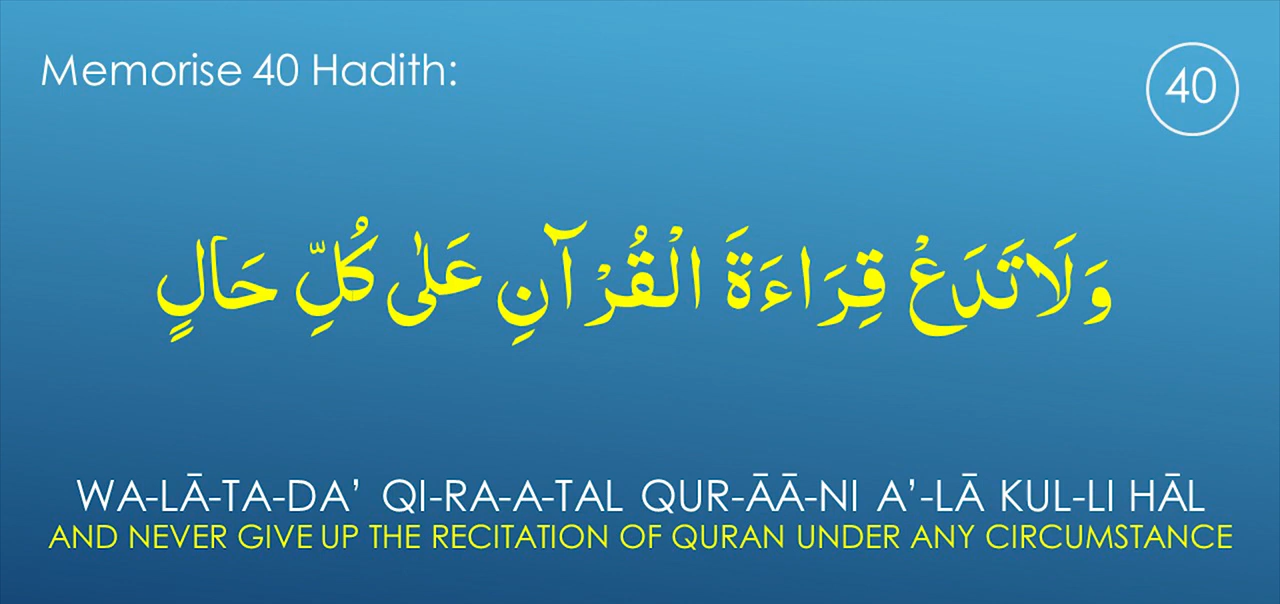 Memorise 40 Hadith:
40
وَلَا تَدَعْ قِرَاءَةَ الْقُرْآنِ عَلٰى كُلِّ حَالٍ
WA-LĀ-TA-DA’ QI-RA-A-TAL QUR-ĀĀ-NI A’-LĀ KUL-LI HĀL
AND NEVER GIVE UP THE RECITATION OF QURAN UNDER ANY CIRCUMSTANCE